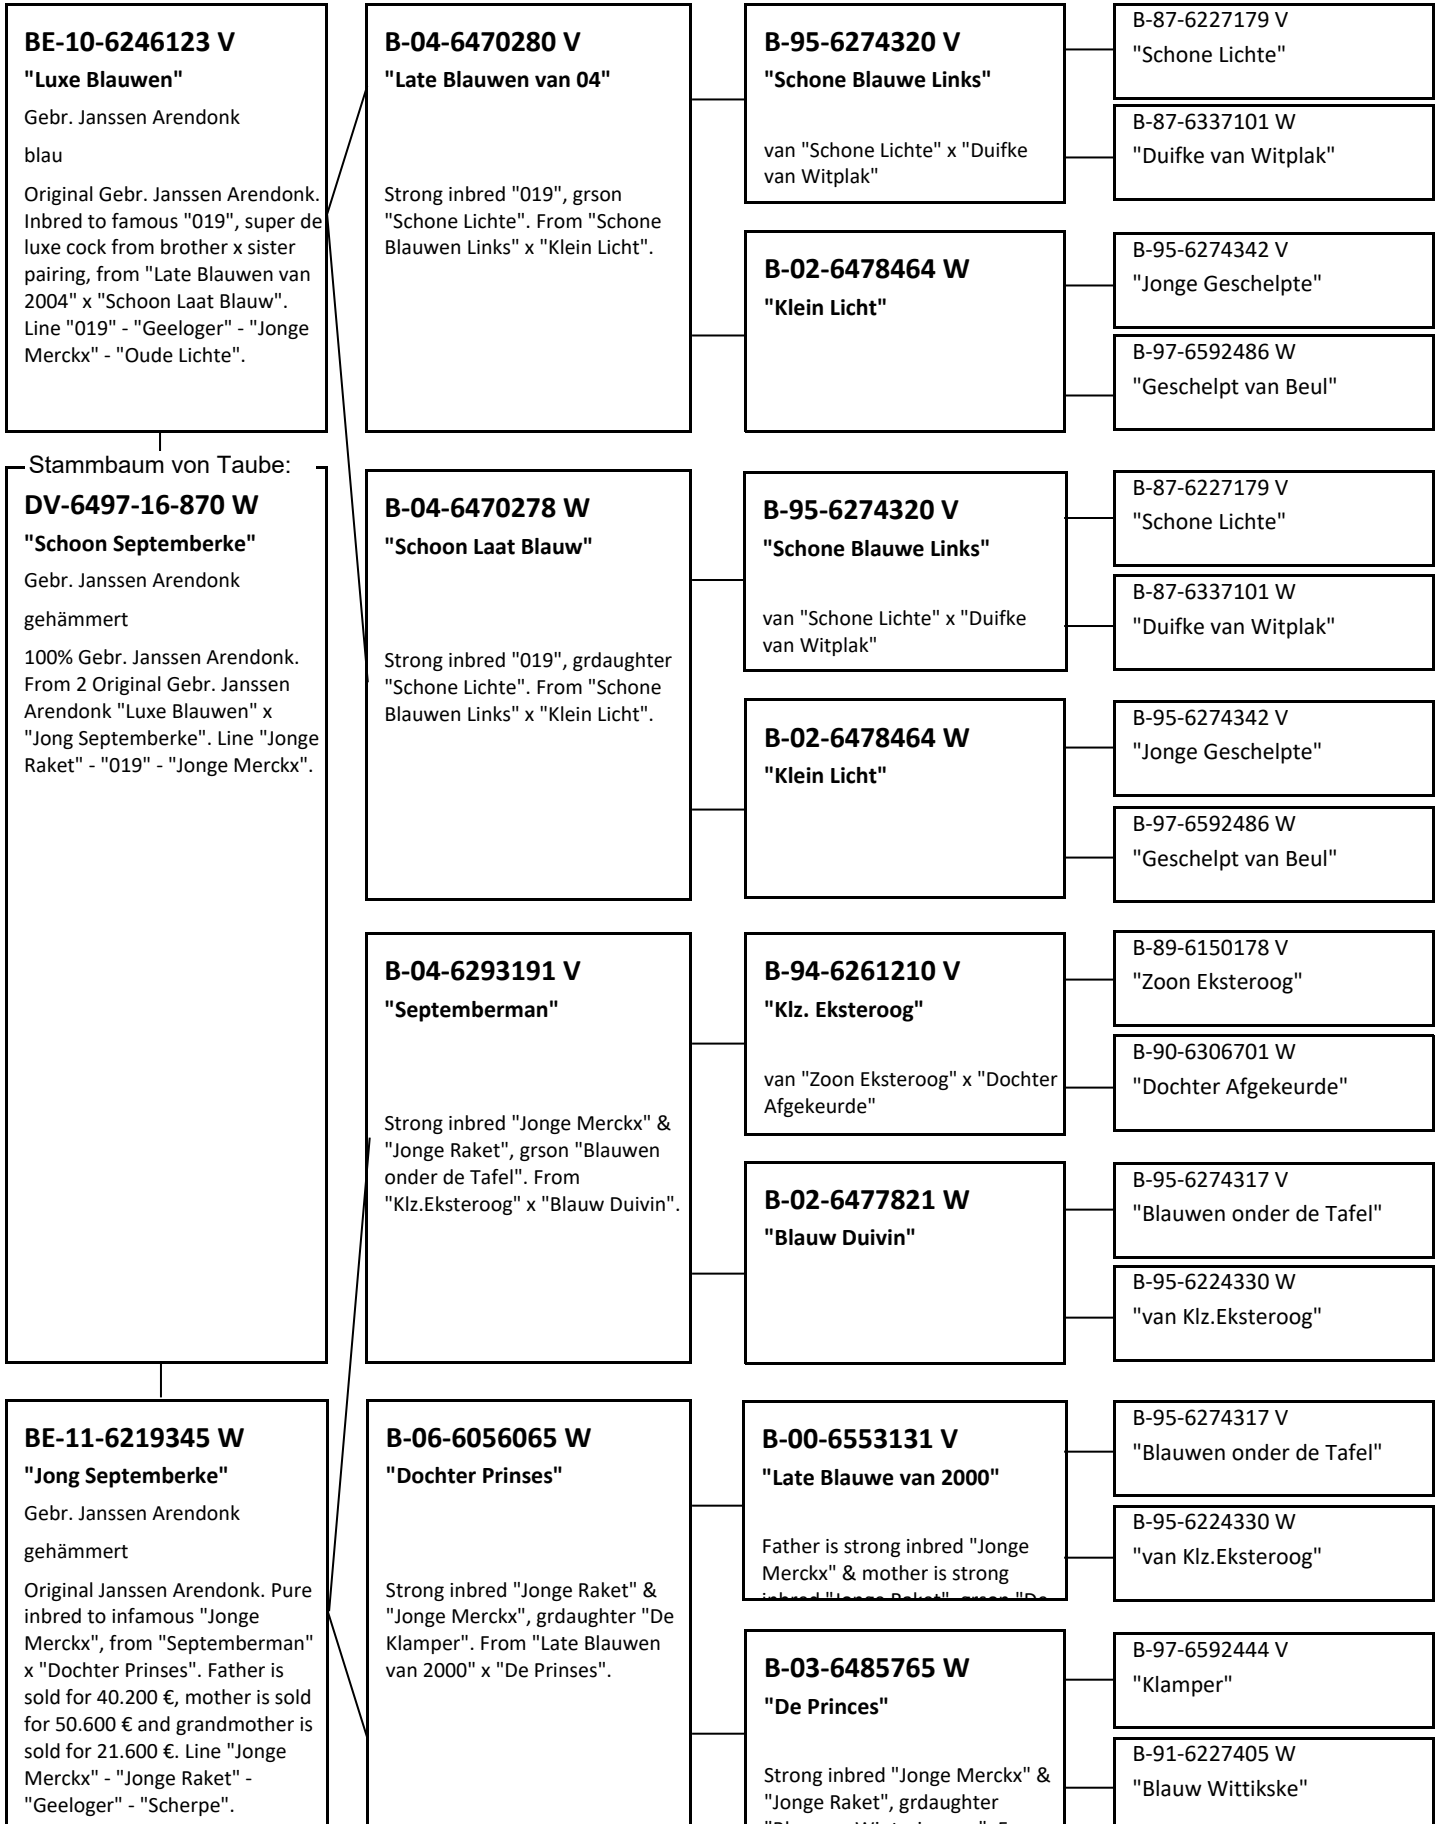 BE-10-6246123 V
"Luxe Blauwen"
Gebr. Janssen Arendonk
blau
Original Gebr. Janssen Arendonk.
Inbred to famous "019", super de
luxe cock from brother x sister
pairing, from "Late Blauwen van
2004" x "Schoon Laat Blauw".
Line "019" - "Geeloger" - "Jonge
Merckx" - "Oude Lichte".
Stammbaum von Taube:
DV-6497-16-870 W
"Schoon Septemberke"
Gebr. Janssen Arendonk
gehämmert
100% Gebr. Janssen Arendonk.
From 2 Original Gebr. Janssen
Arendonk "Luxe Blauwen" x
"Jong Septemberke". Line "Jonge
Raket" - "019" - "Jonge Merckx".
BE-11-6219345 W
"Jong Septemberke"
Gebr. Janssen Arendonk
gehämmert
Original Janssen Arendonk. Pure
inbred to infamous "Jonge
Merckx", from "Septemberman"
x "Dochter Prinses". Father is
sold for 40.200 €, mother is sold
for 50.600 € and grandmother is
sold for 21.600 €. Line "Jonge
Merckx" - "Jonge Raket" -
"Geeloger" - "Scherpe".
B-04-6470280 V
"Late Blauwen van 04"
Strong inbred "019", grson
"Schone Lichte". From "Schone
Blauwen Links" x "Klein Licht".
B-04-6470278 W
"Schoon Laat Blauw"
Strong inbred "019", grdaughter
"Schone Lichte". From "Schone
Blauwen Links" x "Klein Licht".
B-04-6293191 V
"Septemberman"
Strong inbred "Jonge Merckx" &
"Jonge Raket", grson "Blauwen
onder de Tafel". From
"Klz.Eksteroog" x "Blauw Duivin".
B-06-6056065 W
"Dochter Prinses"
Strong inbred "Jonge Raket" &
"Jonge Merckx", grdaughter "De
Klamper". From "Late Blauwen
van 2000" x "De Prinses".
B-95-6274320 V
"Schone Blauwe Links"
van "Schone Lichte" x "Duifke
van Witplak"
B-02-6478464 W
"Klein Licht"
B-95-6274320 V
"Schone Blauwe Links"
van "Schone Lichte" x "Duifke
van Witplak"
B-02-6478464 W
"Klein Licht"
B-94-6261210 V
"Klz. Eksteroog"
van "Zoon Eksteroog" x "Dochter
Afgekeurde"
B-02-6477821 W
"Blauw Duivin"
B-00-6553131 V
"Late Blauwe van 2000"
Father is strong inbred "Jonge
Merckx" & mother is strong
inbred "Jonge Raket", grson "De
B-03-6485765 W
"De Princes"
Strong inbred "Jonge Merckx" &
"Jonge Raket", grdaughter
B-87-6227179 V
"Schone Lichte"
B-87-6337101 W
"Duifke van Witplak"
B-95-6274342 V
"Jonge Geschelpte"
B-97-6592486 W
"Geschelpt van Beul"
B-87-6227179 V
"Schone Lichte"
B-87-6337101 W
"Duifke van Witplak"
B-95-6274342 V
"Jonge Geschelpte"
B-97-6592486 W
"Geschelpt van Beul"
B-89-6150178 V
"Zoon Eksteroog"
B-90-6306701 W
"Dochter Afgekeurde"
B-95-6274317 V
"Blauwen onder de Tafel"
B-95-6224330 W
"van Klz.Eksteroog"
B-95-6274317 V
"Blauwen onder de Tafel"
B-95-6224330 W
"van Klz.Eksteroog"
B-97-6592444 V
"Klamper"
B-91-6227405 W
"Blauw Wittikske"